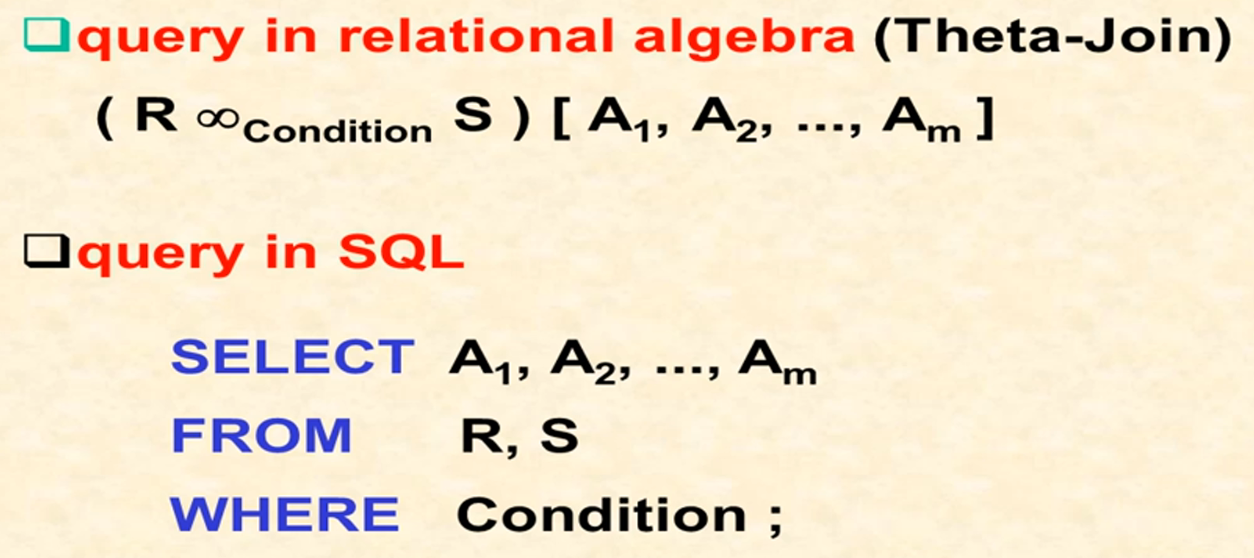 ❑query in relational algebra (Theta-Join)
( R ∞Condition S ) [ A1, A2, ..., Am ]
❑query in SQL
SELECT A1, A2, ..., Am
FROM R, S
WHERE Condition ;